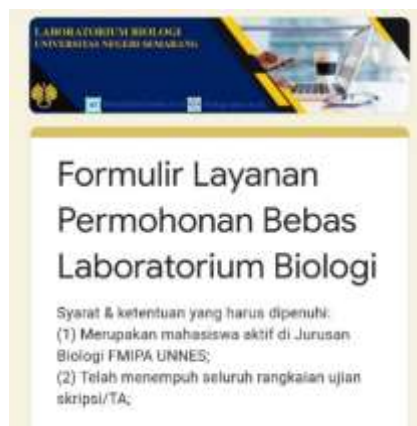 LABORATORIUM BIOLOGI
UNIVERSITAS NEGERI SEMARANG
Formulir Layanan
Permohonan Bebas
Laboratorium Biologi
Syarat & ketentuan yang harus dipenuhi:
(1) Merupakan mahasiswa aktif di Jurusan
Biologi FMIPA UNNES;
(2) Telah menempuh seluruh rangkaian ujian
skripsi/TA;